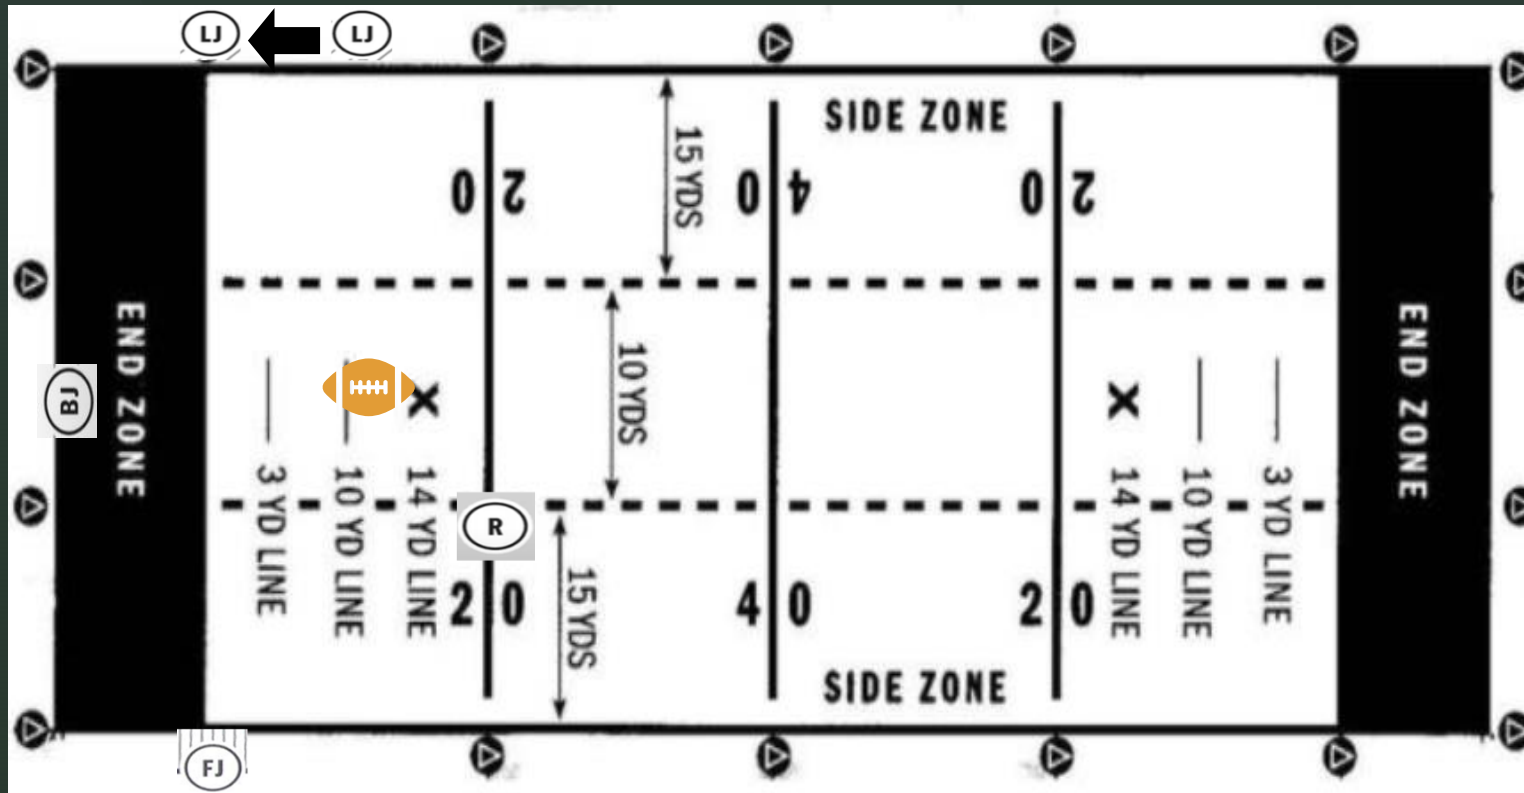 LJ
LJ
SIDE ZONE
15 YDS
20
40
20
END ZONE
END ZONE
10 YDS
X
X
BJ
3 YD LINE
10 YD LINE
14 YD LINE
14 YD LINE
10 YD LINE
3 YD LINE
R
15 YDS
20
40
20
SIDE ZONE
FJ